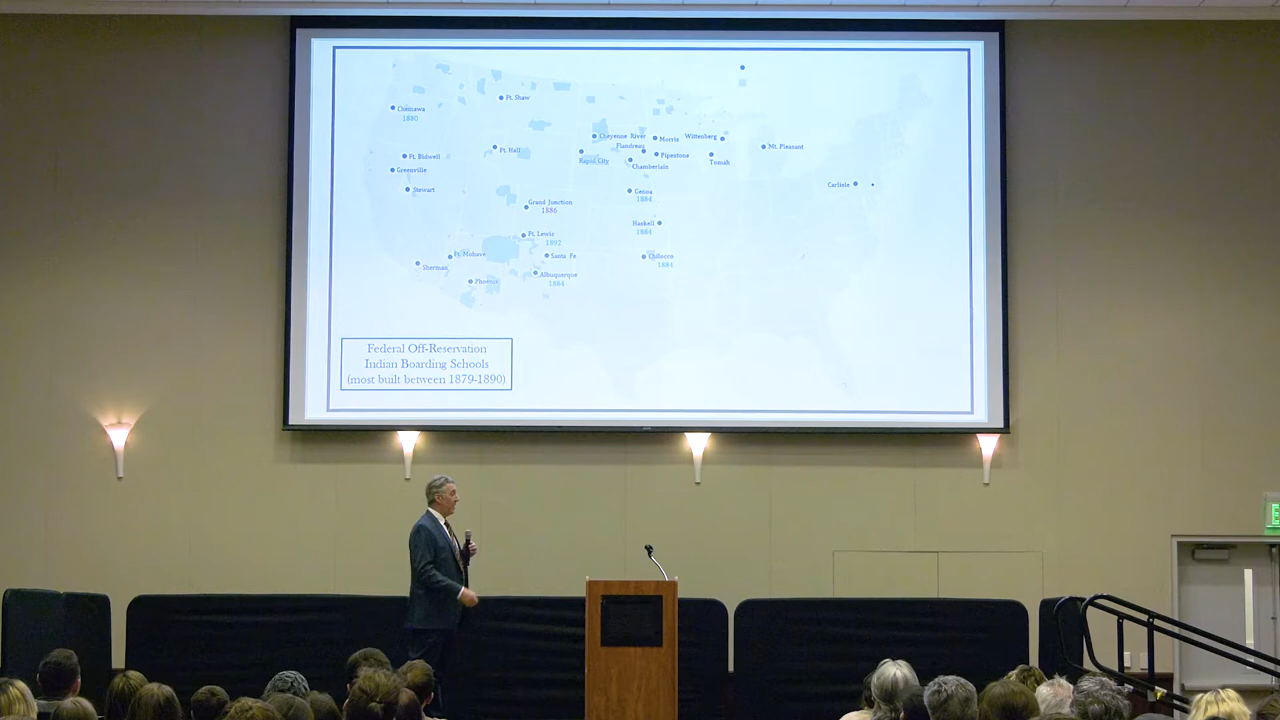 Ft. Shaw
Chemawa
1880
Cheyenne River
Morris
Wittenberg
Flandreau
Mt. Pleasant
Ft. Hall
Ft. Bidwell
Rapid City
Pipestone
Tomah
Chamberlain
Greenville
Carlisle
Stewart
Genoa
1884
Grand Junction
1886
Haskell
1884
Ft. Lewis
1892
Ft. Mohave
Santa Fe
Chilocco
1884
Sherman
Albuquerque
1884
Phoenix
Federal Off-Reservation
Indian Boarding Schools
(most built between 1879-1890)